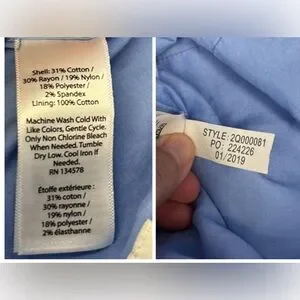 Shell: 31% Cotton /
30% Rayon / 19% Nylon /
18% Polyester /
2% Spandex
Lining: 100% Cotton
Machine Wash Cold With
Like Colors, Gentle Cycle.
Only Non Chlorine Bleach
When Needed. Tumble
Dry Low. Cool Iron if
Needed.
RN 134578
Étoffe extérieure :
31% coton /
30% rayonne /
19% nylon /
18% polyester /
2% élasthanne
STYLE: 2Q000081
PO: 224226
01/2019